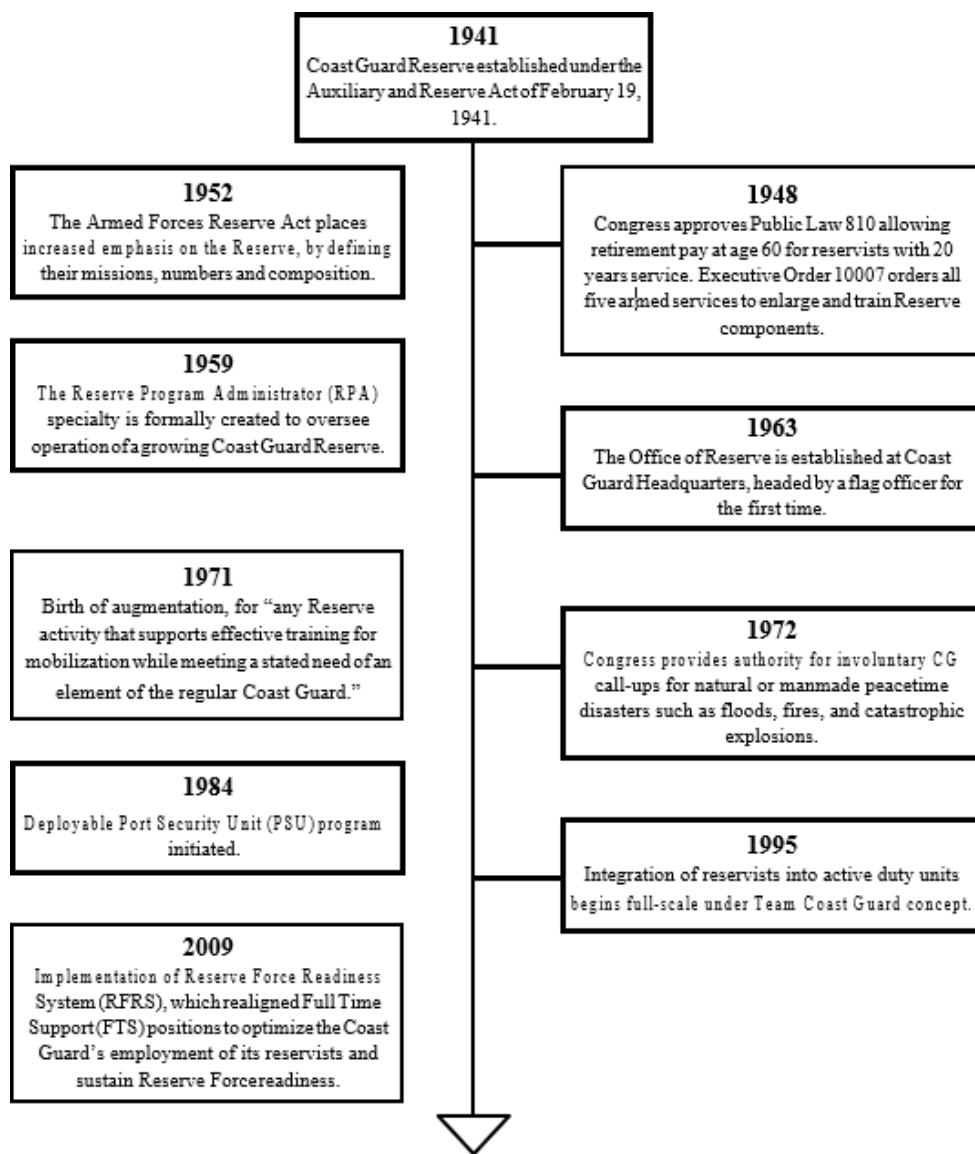 1941
Coast Guard Reserve established under the
Auxiliary and Reserve Act of February 19,
1941.
1952
The Armed Forces Reserve Act places
increased emphasis on the Reserve, by defining
their missions, numbers and composition.
1948
Congress approves Public Law 810 allowing
retirement pay at age 60 for reservists with 20
years service. Executive Order 10007 orders all
five armed services to enlarge and train Reserve
components.
1959
The Reserve Program Administrator (RPA)
specialty is formally created to oversee
operation of a growing Coast Guard Reserve.
1963
The Office of Reserve is established at Coast
Guard Headquarters, headed by a flag officer for
the first time.
1971
Birth of augmentation, for “any Reserve
activity that supports effective training for
mobilization while meeting a stated need of an
element of the regular Coast Guard.”
1972
Congress provides authority for involuntary CG
call-ups for natural or manmade peacetime
disasters such as floods, fires, and catastrophic
explosions.
1984
Deployable Port Security Unit (PSU) program
initiated.
1995
Integration of reservists into active duty units
begins full-scale under Team Coast Guard concept.
2009
Implementation of Reserve Force Readiness
System (RFRS), which realigned Full Time
Support (FTS) positions to optimize the Coast
Guard’s employment of its reservists and
sustain Reserve Force readiness.